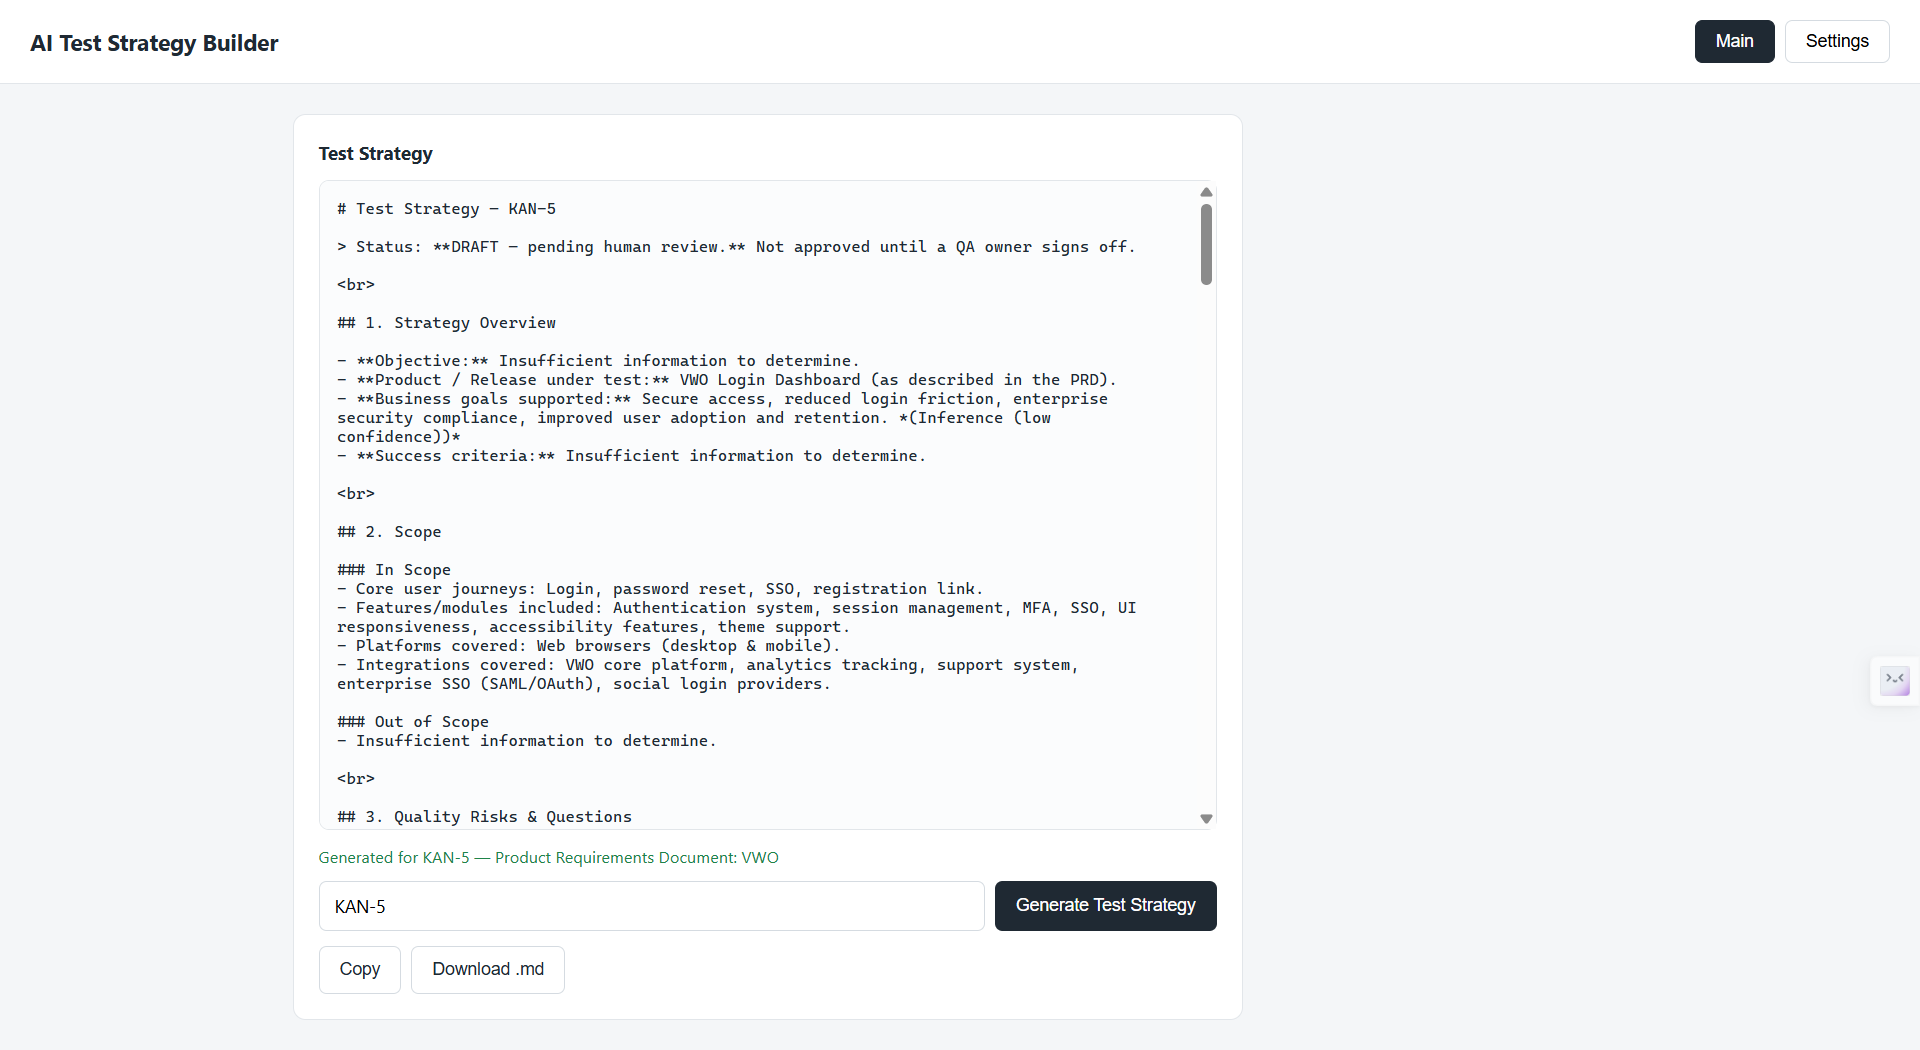 AI Test Strategy Builder
Main
Settings
Test Strategy
# Test Strategy — KAN-5
> Status: **DRAFT — pending human review.** Not approved until a QA owner signs off.
<br>
## 1. Strategy Overview
- **Objective:** Insufficient information to determine.
- **Product / Release under test:** VWO Login Dashboard (as described in the PRD).
- **Business goals supported:** Secure access, reduced login friction, enterprise
security compliance, improved user adoption and retention. *(Inference (low
confidence))*
- **Success criteria:** Insufficient information to determine.
<br>
## 2. Scope
### In Scope
- Core user journeys: Login, password reset, SSO, registration link.
- Features/modules included: Authentication system, session management, MFA, SSO, UI
responsiveness, accessibility features, theme support.
- Platforms covered: Web browsers (desktop & mobile).
- Integrations covered: VWO core platform, analytics tracking, support system,
enterprise SSO (SAML/OAuth), social login providers.
### Out of Scope
- Insufficient information to determine.
<br>
## 3. Quality Risks & Questions
Generated for KAN-5 — Product Requirements Document: VWO
KAN-5
Generate Test Strategy
Copy
Download .md